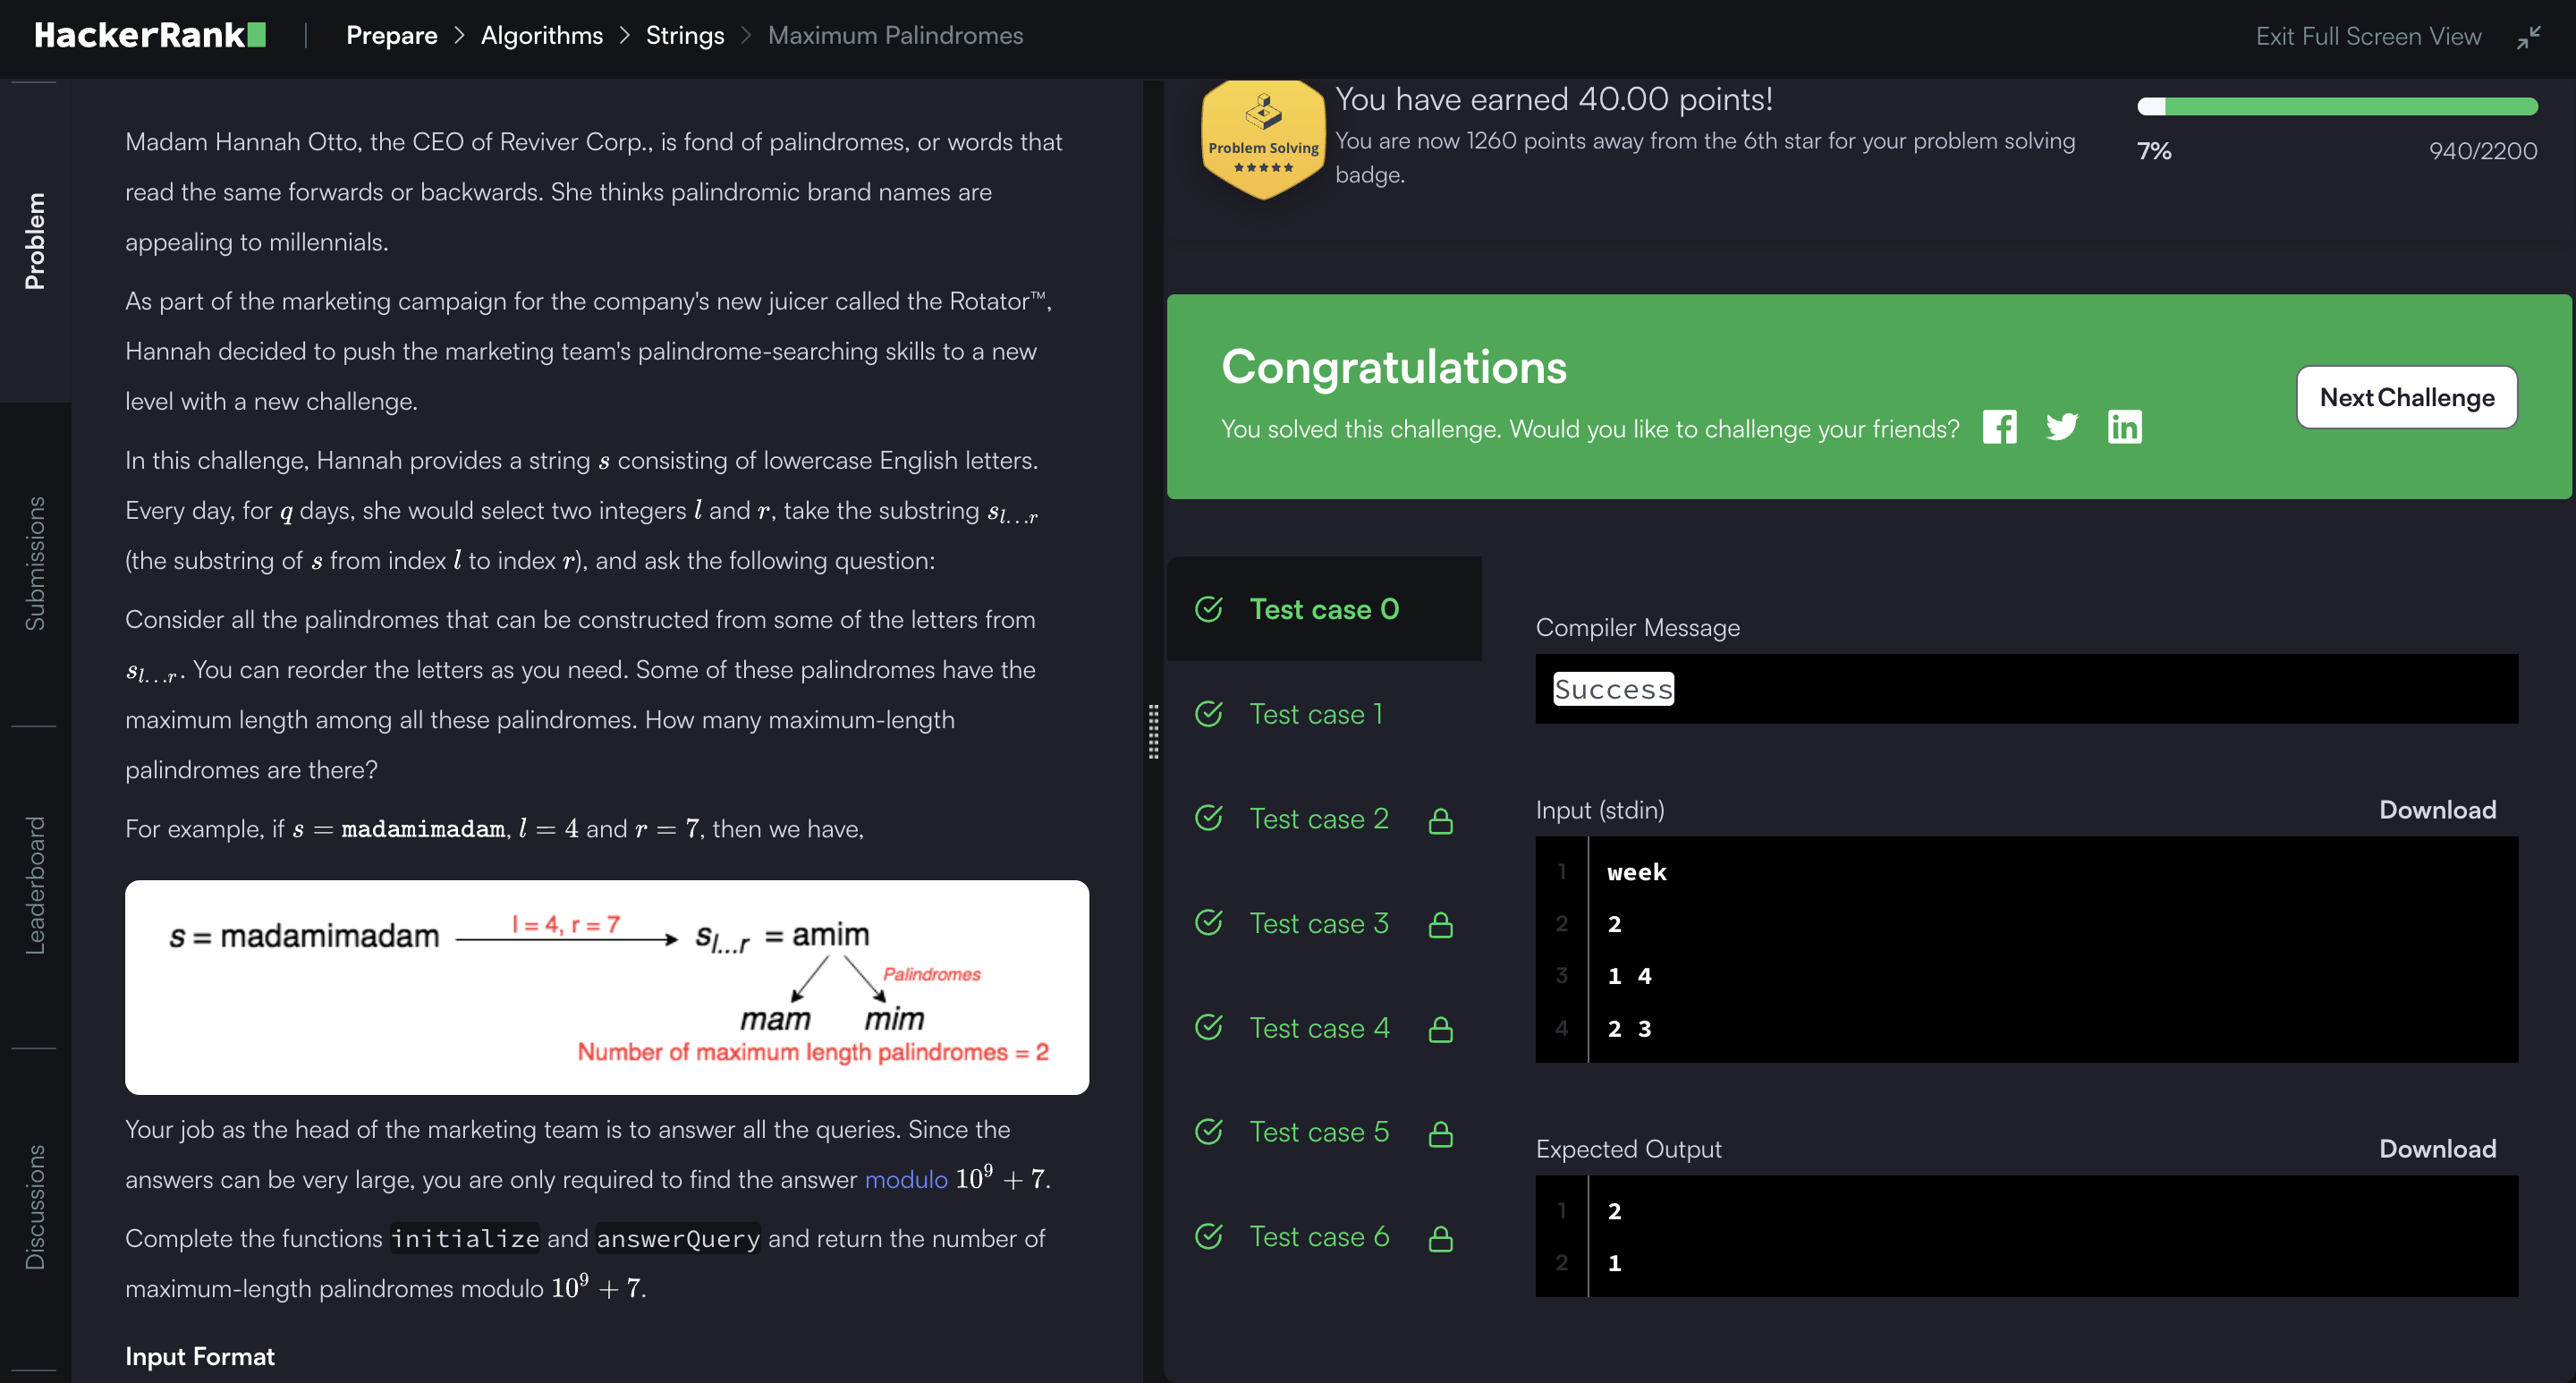 HackerRank | Prepare > Algorithms > Strings > Maximum Palindromes
Exit Full Screen View
Problem
Submissions
Leaderboard
Discussions
Madam Hannah Otto, the CEO of Reviver Corp., is fond of palindromes, or words that
read the same forwards or backwards. She thinks palindromic brand names are
appealing to millennials.
As part of the marketing campaign for the company's new juicer called the Rotator™,
Hannah decided to push the marketing team's palindrome-searching skills to a new
level with a new challenge.
In this challenge, Hannah provides a string s consisting of lowercase English letters.
Every day, for q days, she would select two integers l and r, take the substring s_{l...r}
(the substring of s from index l to index r), and ask the following question:
Consider all the palindromes that can be constructed from some of the letters from
s_{l...r}. You can reorder the letters as you need. Some of these palindromes have the
maximum length among all these palindromes. How many maximum-length
palindromes are there?
For example, if s = madamimadam, l = 4 and r = 7, then we have,
l = 4, r = 7
s = madamimadam
s_{l...r} = amim
Palindromes
mam mim
Number of maximum length palindromes = 2
Your job as the head of the marketing team is to answer all the queries. Since the
answers can be very large, you are only required to find the answer modulo 10^9 + 7.
Complete the functions initialize and answerQuery and return the number of
maximum-length palindromes modulo 10^9 + 7.
Input Format
Problem Solving
You have earned 40.00 points!
You are now 1260 points away from the 6th star for your problem solving
badge.
7%
940/2200
Congratulations
You solved this challenge. Would you like to challenge your friends?
Next Challenge
Test case 0
Test case 1
Test case 2
Test case 3
Test case 4
Test case 5
Test case 6
Compiler Message
Success
Input (stdin)
Download
1 week
2 2
3 1 4
4 2 3
Expected Output
Download
1 2
2 1